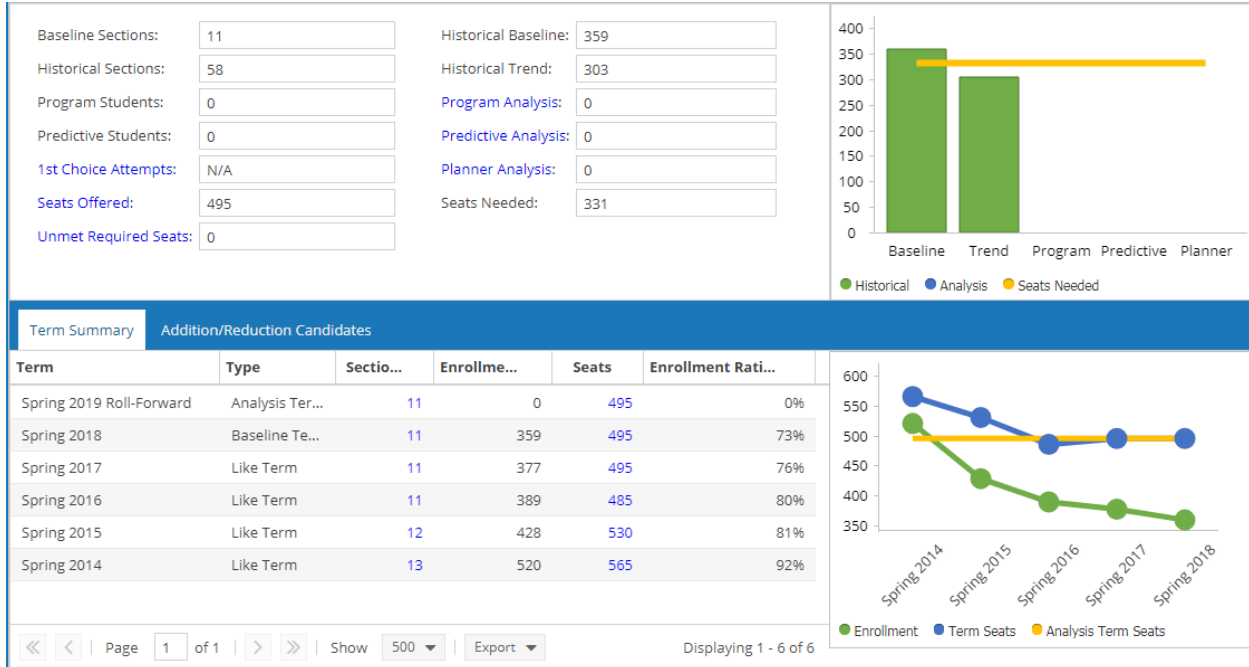 Baseline Sections: 11 Historical Baseline: 359
Historical Sections: 58 Historical Trend: 303
Program Students: 0 Program Analysis: 0
Predictive Students: 0 Predictive Analysis: 0
1st Choice Attempts: N/A Planner Analysis: 0
Seats Offered: 495 Seats Needed: 331
Unmet Required Seats: 0
400
350
300
250
200
150
100
50
0
Baseline Trend Program Predictive Planner
Historical Analysis Seats Needed
Term Summary Addition/Reduction Candidates
Term Type Sectio... Enrollme... Seats Enrollment Rati...
Spring 2019 Roll-Forward Analysis Ter... 11 0 495 0%
Spring 2018 Baseline Te... 11 359 495 73%
Spring 2017 Like Term 11 377 495 76%
Spring 2016 Like Term 11 389 485 80%
Spring 2015 Like Term 12 428 530 81%
Spring 2014 Like Term 13 520 565 92%
Page 1 of 1 Show 500 Export Displaying 1 - 6 of 6
600
550
500
450
400
350
Spring 2014 Spring 2015 Spring 2016 Spring 2017 Spring 2018
Enrollment Term Seats Analysis Term Seats